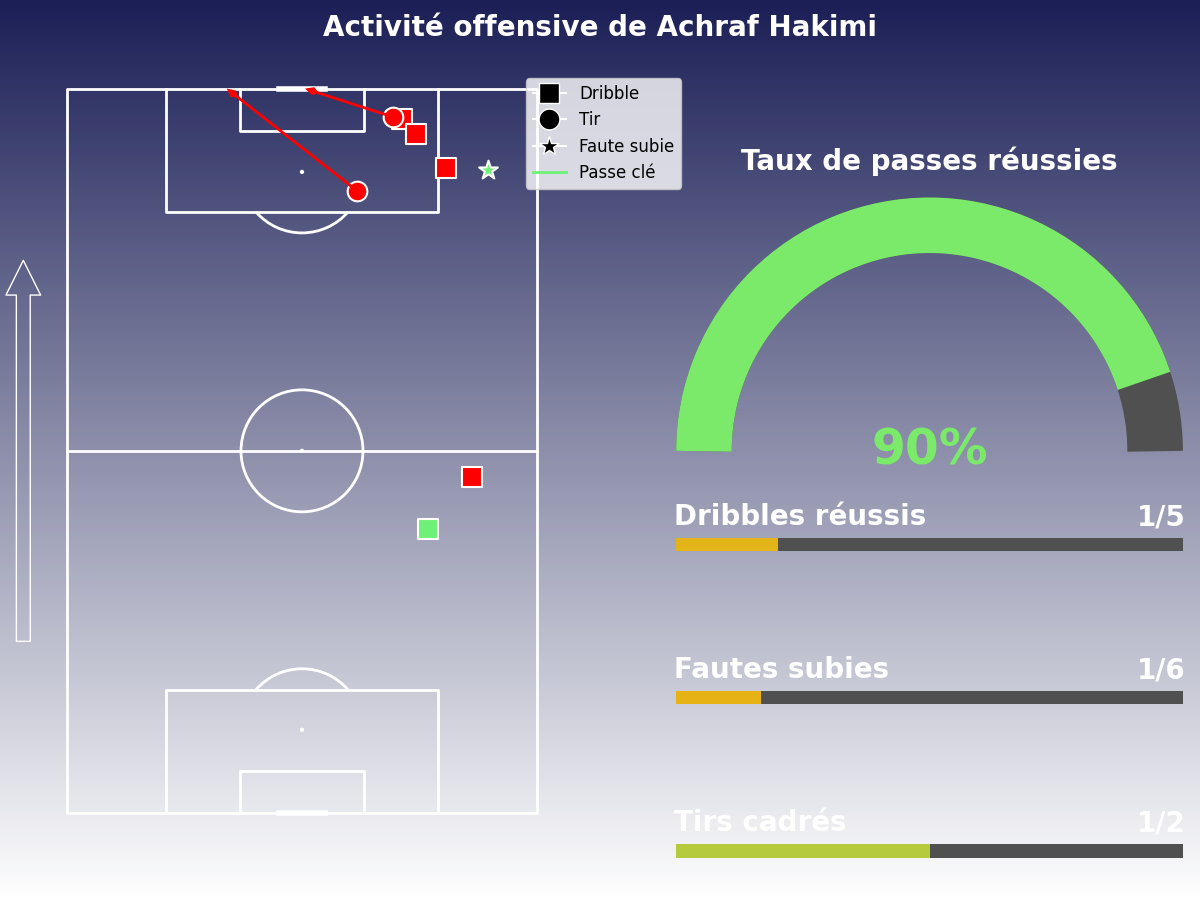 Activité offensive de Achraf Hakimi
Dribble
Tir
Faute subie
Passe clé
Taux de passes réussies
90%
Dribbles réussis 1/5
Fautes subies 1/6
Tirs cadrés 1/2